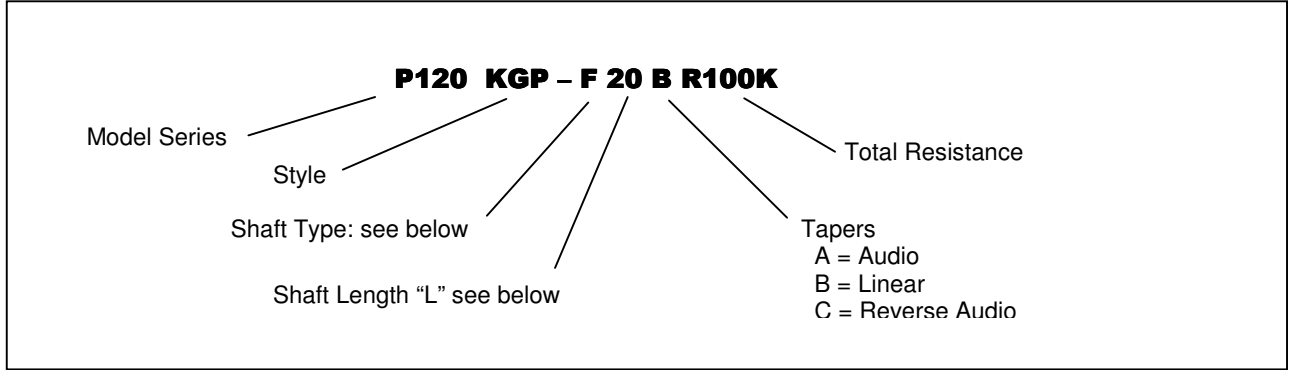 P120 KGP – F 20 B R100K
Model Series
Total Resistance
Style
Shaft Type: see below
Tapers
A = Audio
B = Linear
Shaft Length “L” see below
C = Reverse Audio